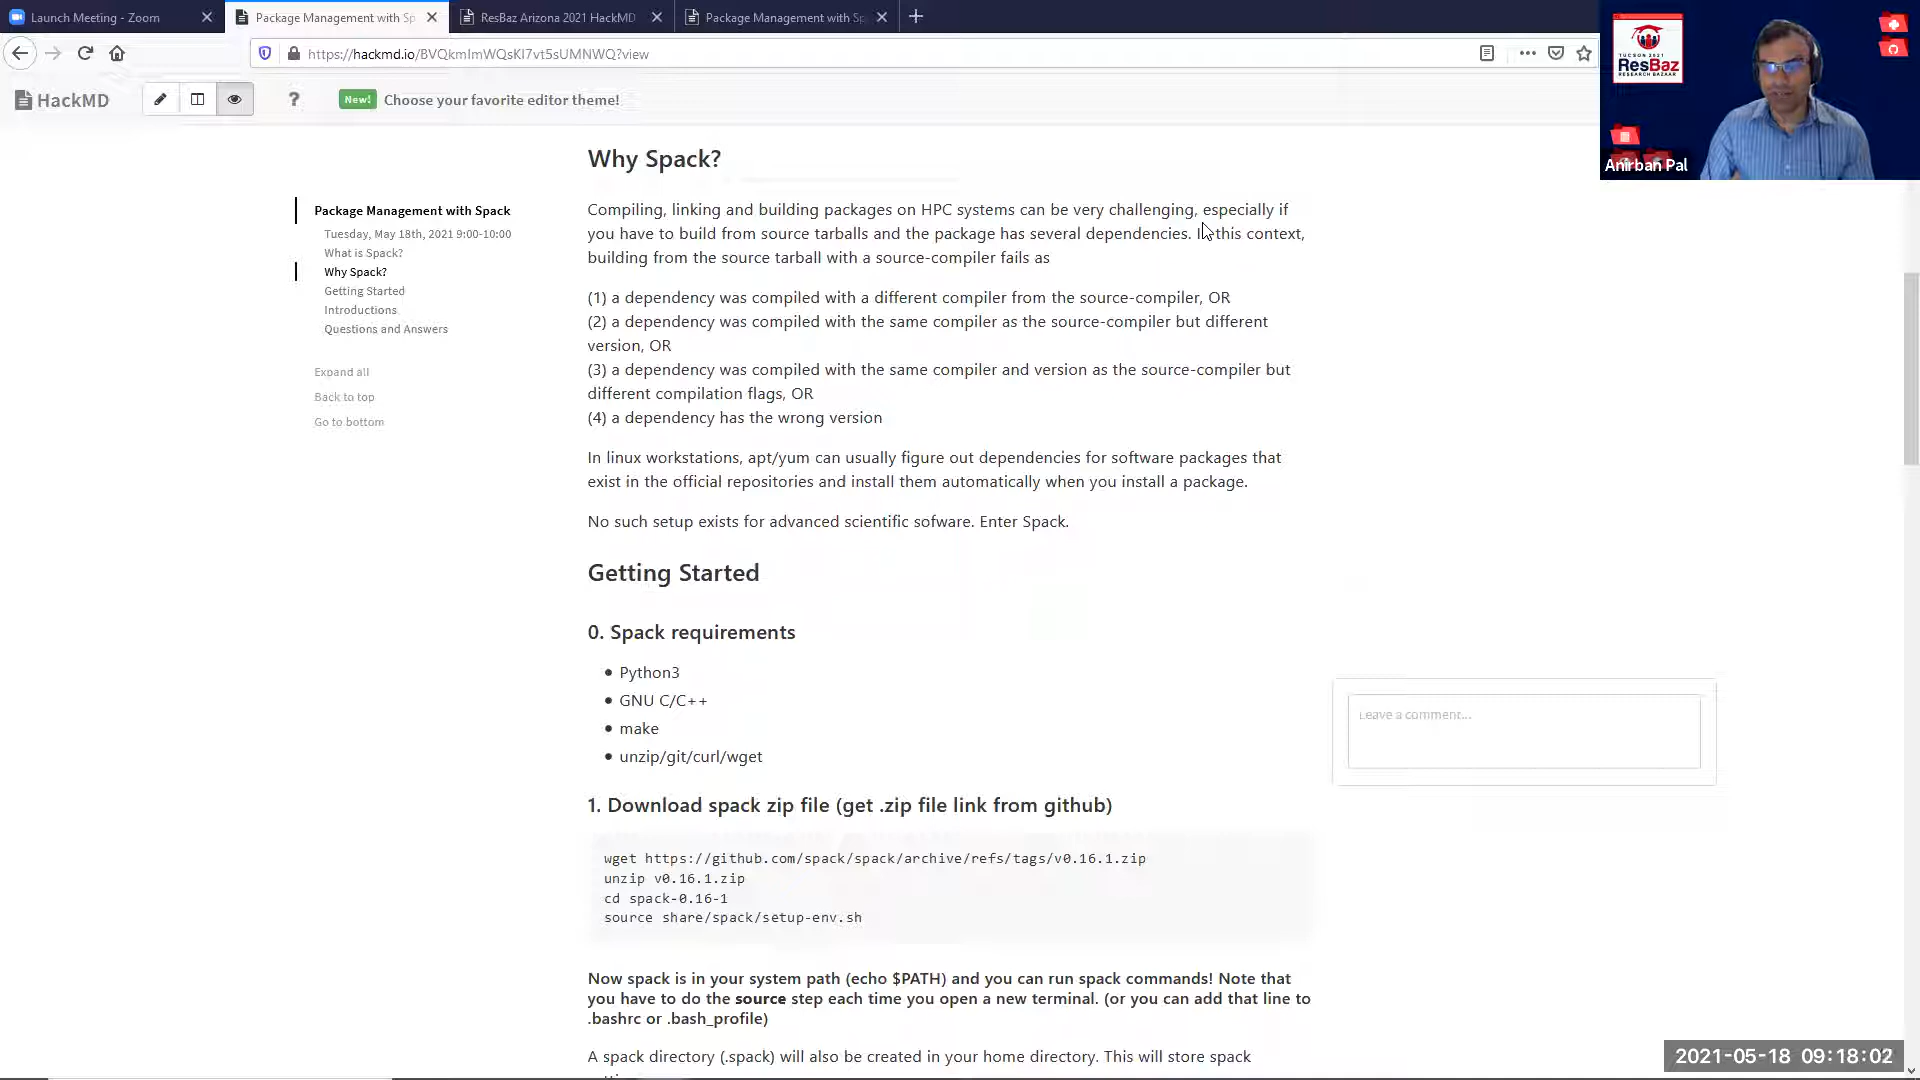 Launch Meeting - Zoom
Package Management with Sp
ResBaz Arizona 2021 HackMD
Package Management with Sp
https://hackmd.io/BVQkmImWQsKI7vt5sUMNWQ?view
HackMD
?
New! Choose your favorite editor theme!
TUCSON 2021
ResBaz
RESEARCH BAZAAR
Anirban Pal
Package Management with Spack
Tuesday, May 18th, 2021 9:00-10:00
What is Spack?
Why Spack?
Getting Started
Introductions
Questions and Answers
Expand all
Back to top
Go to bottom
Why Spack?
Compiling, linking and building packages on HPC systems can be very challenging, especially if
you have to build from source tarballs and the package has several dependencies. In this context,
building from the source tarball with a source-compiler fails as
(1) a dependency was compiled with a different compiler from the source-compiler, OR
(2) a dependency was compiled with the same compiler as the source-compiler but different
version, OR
(3) a dependency was compiled with the same compiler and version as the source-compiler but
different compilation flags, OR
(4) a dependency has the wrong version
In linux workstations, apt/yum can usually figure out dependencies for software packages that
exist in the official repositories and install them automatically when you install a package.
No such setup exists for advanced scientific sofware. Enter Spack.
Getting Started
0. Spack requirements
Python3
GNU C/C++
make
unzip/git/curl/wget
1. Download spack zip file (get .zip file link from github)
wget https://github.com/spack/spack/archive/refs/tags/v0.16.1.zip
unzip v0.16.1.zip
cd spack-0.16-1
source share/spack/setup-env.sh
Now spack is in your system path (echo $PATH) and you can run spack commands! Note that
you have to do the source step each time you open a new terminal. (or you can add that line to
.bashrc or .bash_profile)
A spack directory (.spack) will also be created in your home directory. This will store spack
Leave a comment...
2021-05-18 09:18:02